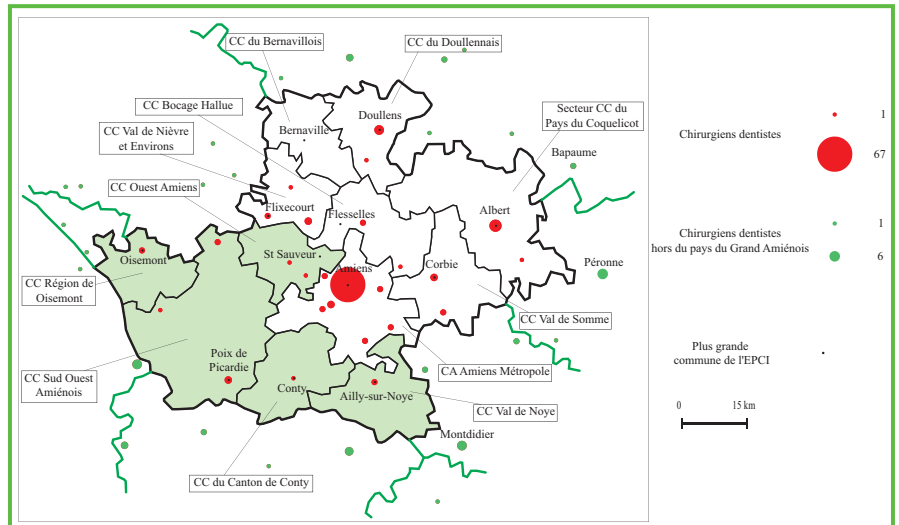 CC du Bernavillois
CC du Doullennais
CC Bocage Hallue
Doullens
Secteur CC du
Pays du Coquelicot
Bernaville
CC Val de Nièvre
et Environs
Bapaume
CC Ouest Amiens
Flixecourt
Flesselles
Albert
St Sauveur
Oisemont
Amiens
Corbie
Péronne
CC Région de
Oisemont
CC Val de Somme
Poix de
Picardie
CA Amiens Métropole
CC Sud Ouest
Amiénois
Conty
Ailly-sur-Noye
CC Val de Noye
Montdidier
CC du Canton de Conty
Chirurgiens dentistes
1
67
Chirurgiens dentistes
hors du pays du Grand Amiénois
1
6
Plus grande
commune de l'EPCI
0 15 km